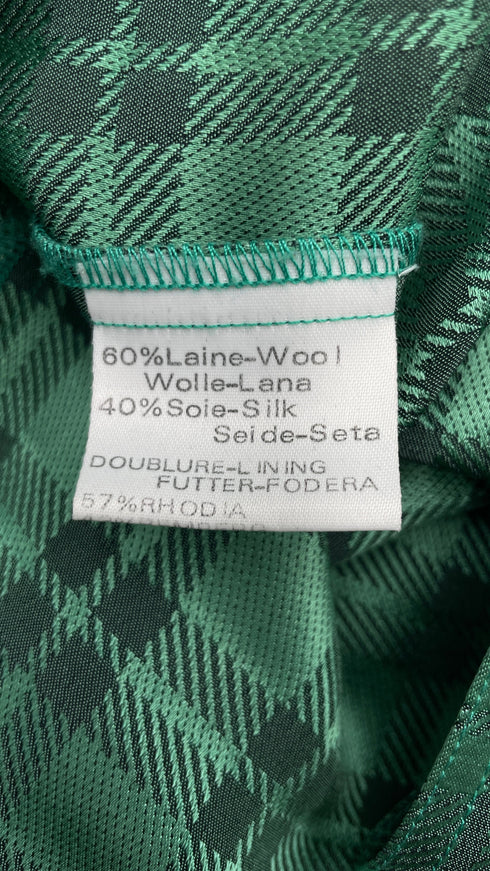 60%Laine-Wool
Wolle-Lana
40%Soie-Silk
Seide-Seta
DOUBLURE-LINING
FUTTER-FODERA
57%RHODIA